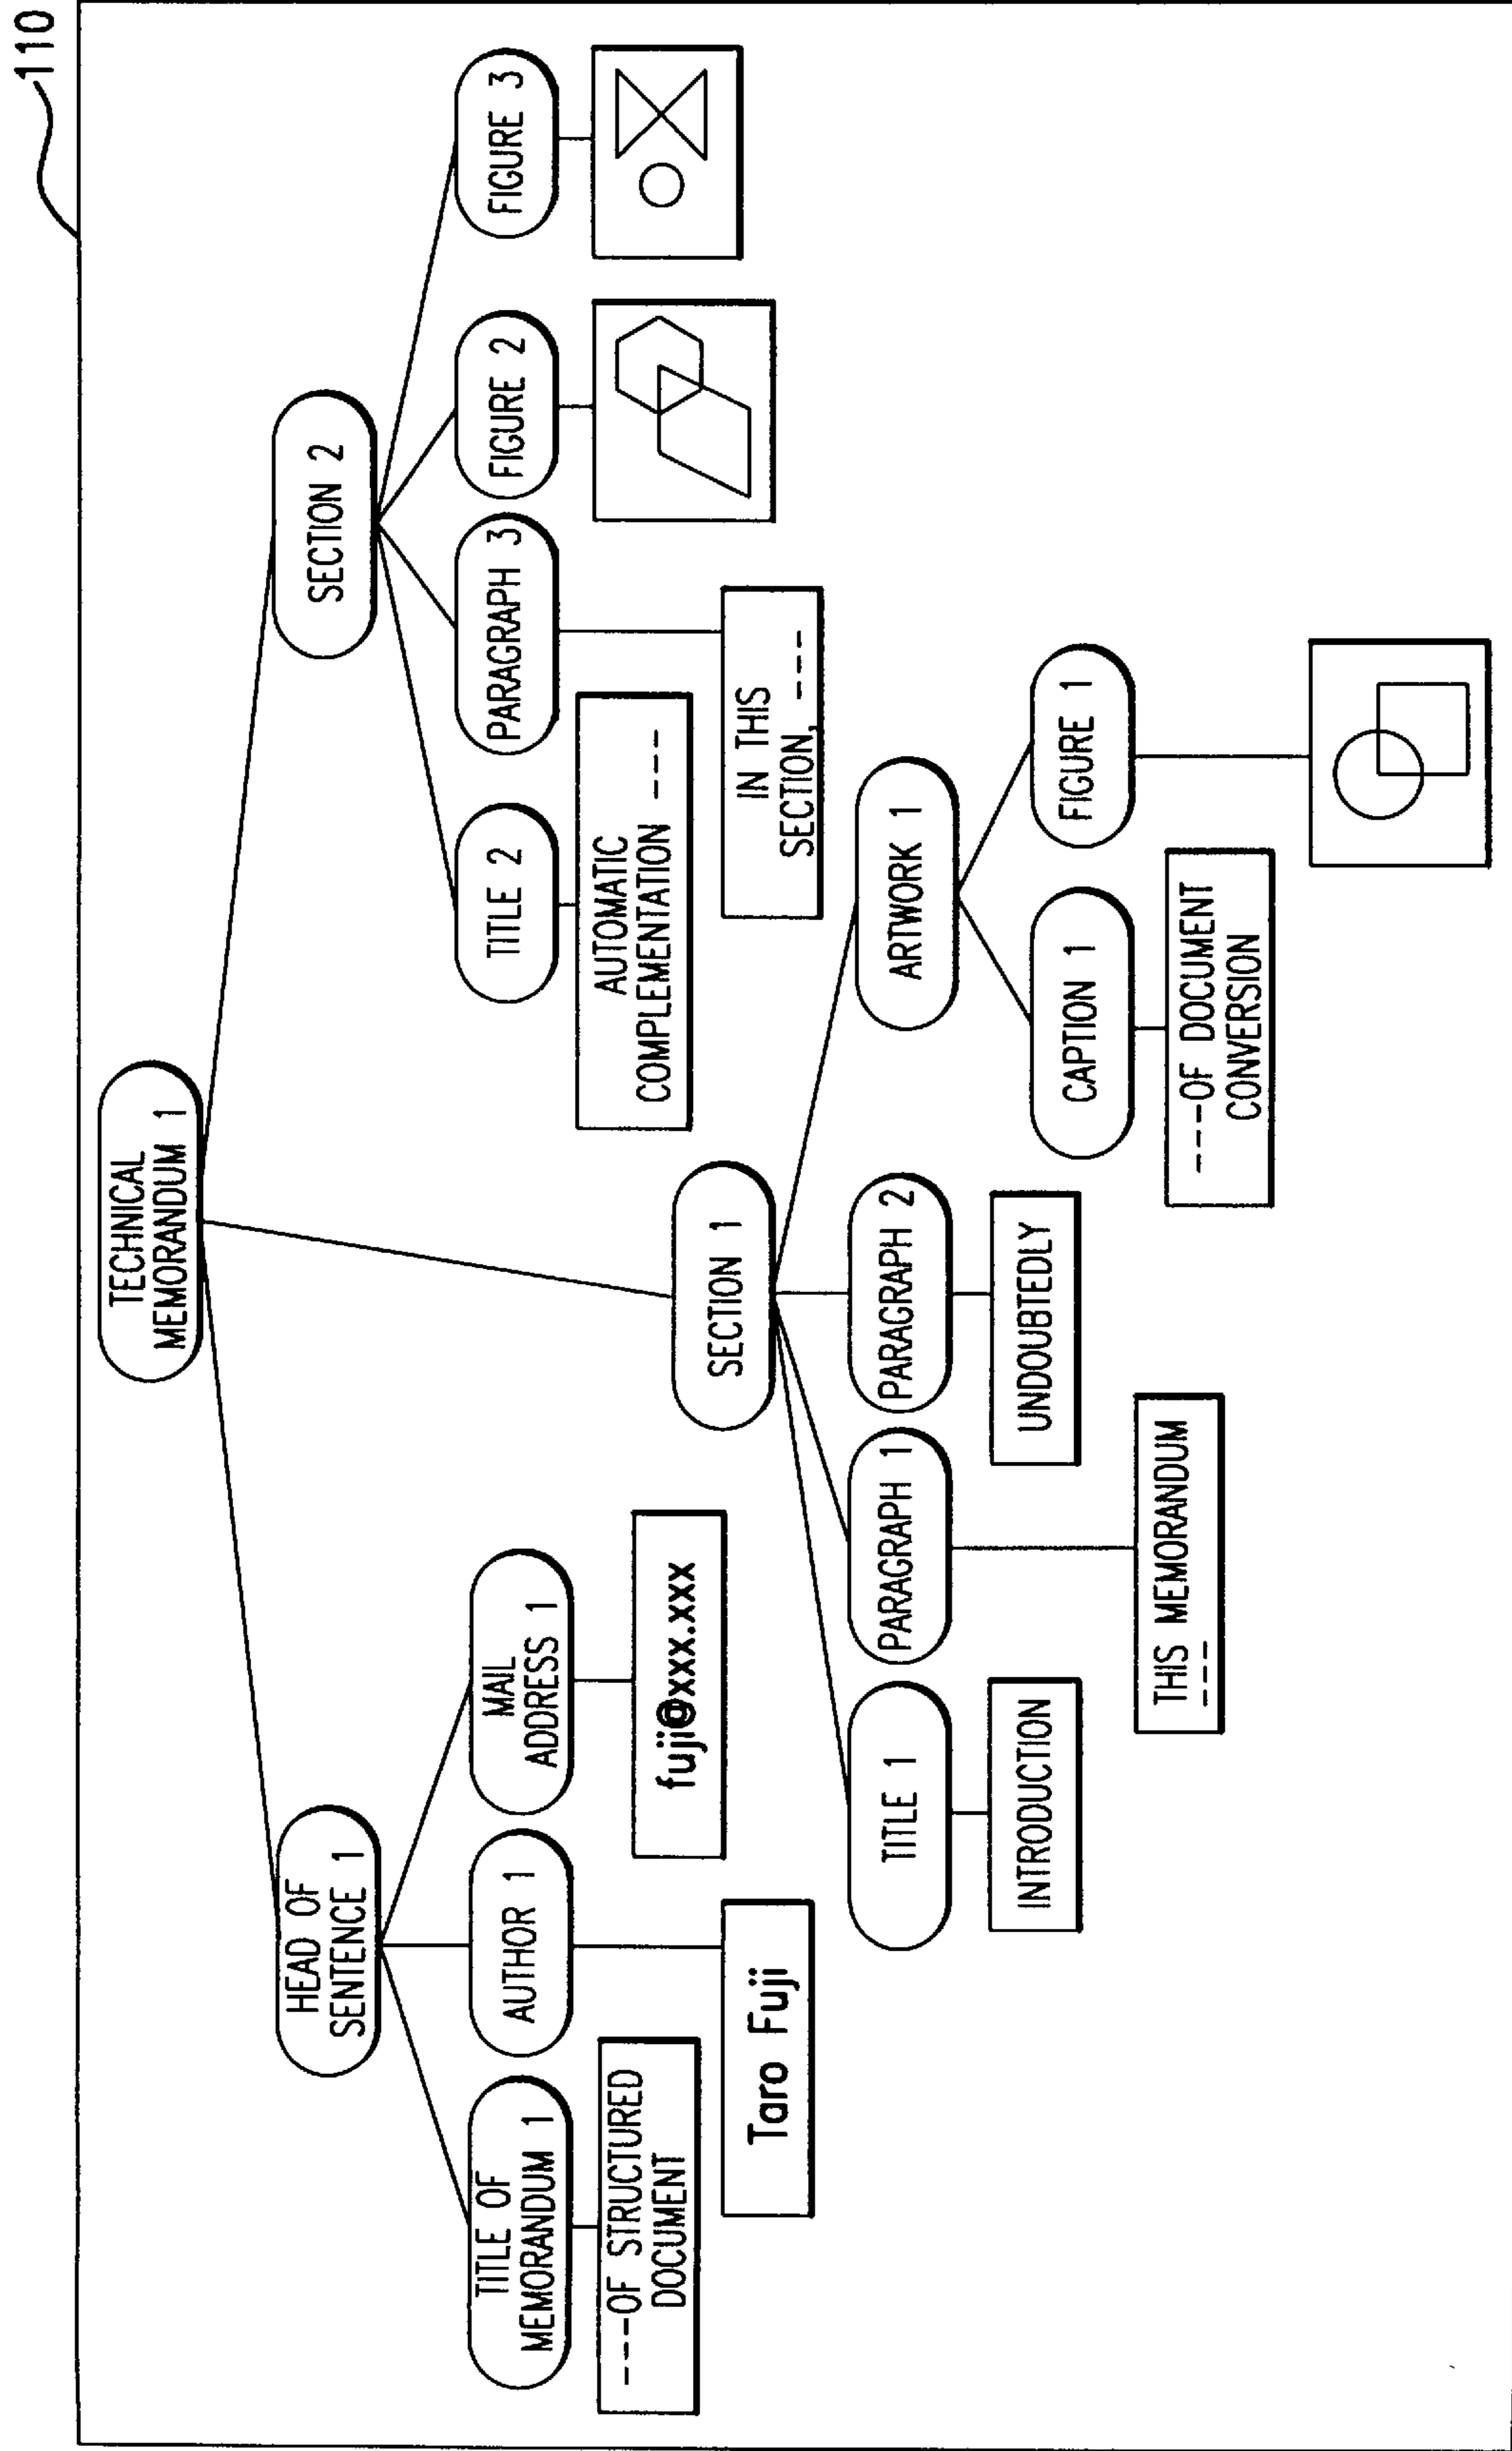 110
TECHNICAL
MEMORANDUM 1
HEAD OF
SENTENCE 1
SECTION 2
TITLE OF
MEMORANDUM 1
AUTHOR 1
MAIL
ADDRESS 1
TITLE 2
PARAGRAPH 3
FIGURE 2
FIGURE 3
---OF STRUCTURED
DOCUMENT
Taro Fuji
fuji@xxx.xxx
AUTOMATIC
COMPLEMENTATION ---
IN THIS
SECTION, ---
SECTION 1
TITLE 1
PARAGRAPH 1
PARAGRAPH 2
ARTWORK 1
INTRODUCTION
THIS MEMORANDUM
---
UNDOUBTEDLY
CAPTION 1
FIGURE 1
---OF DOCUMENT
CONVERSION